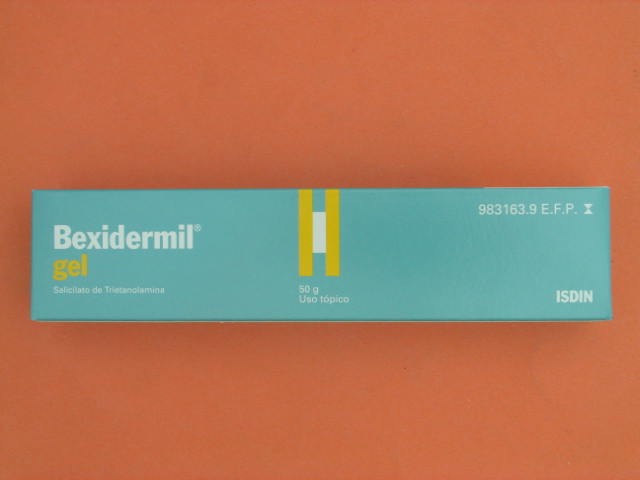 Bexidermil®
gel
Salicilato de Trietanolamina
50 g
Uso tópico
983163.9 E.F.P.
ISDIN